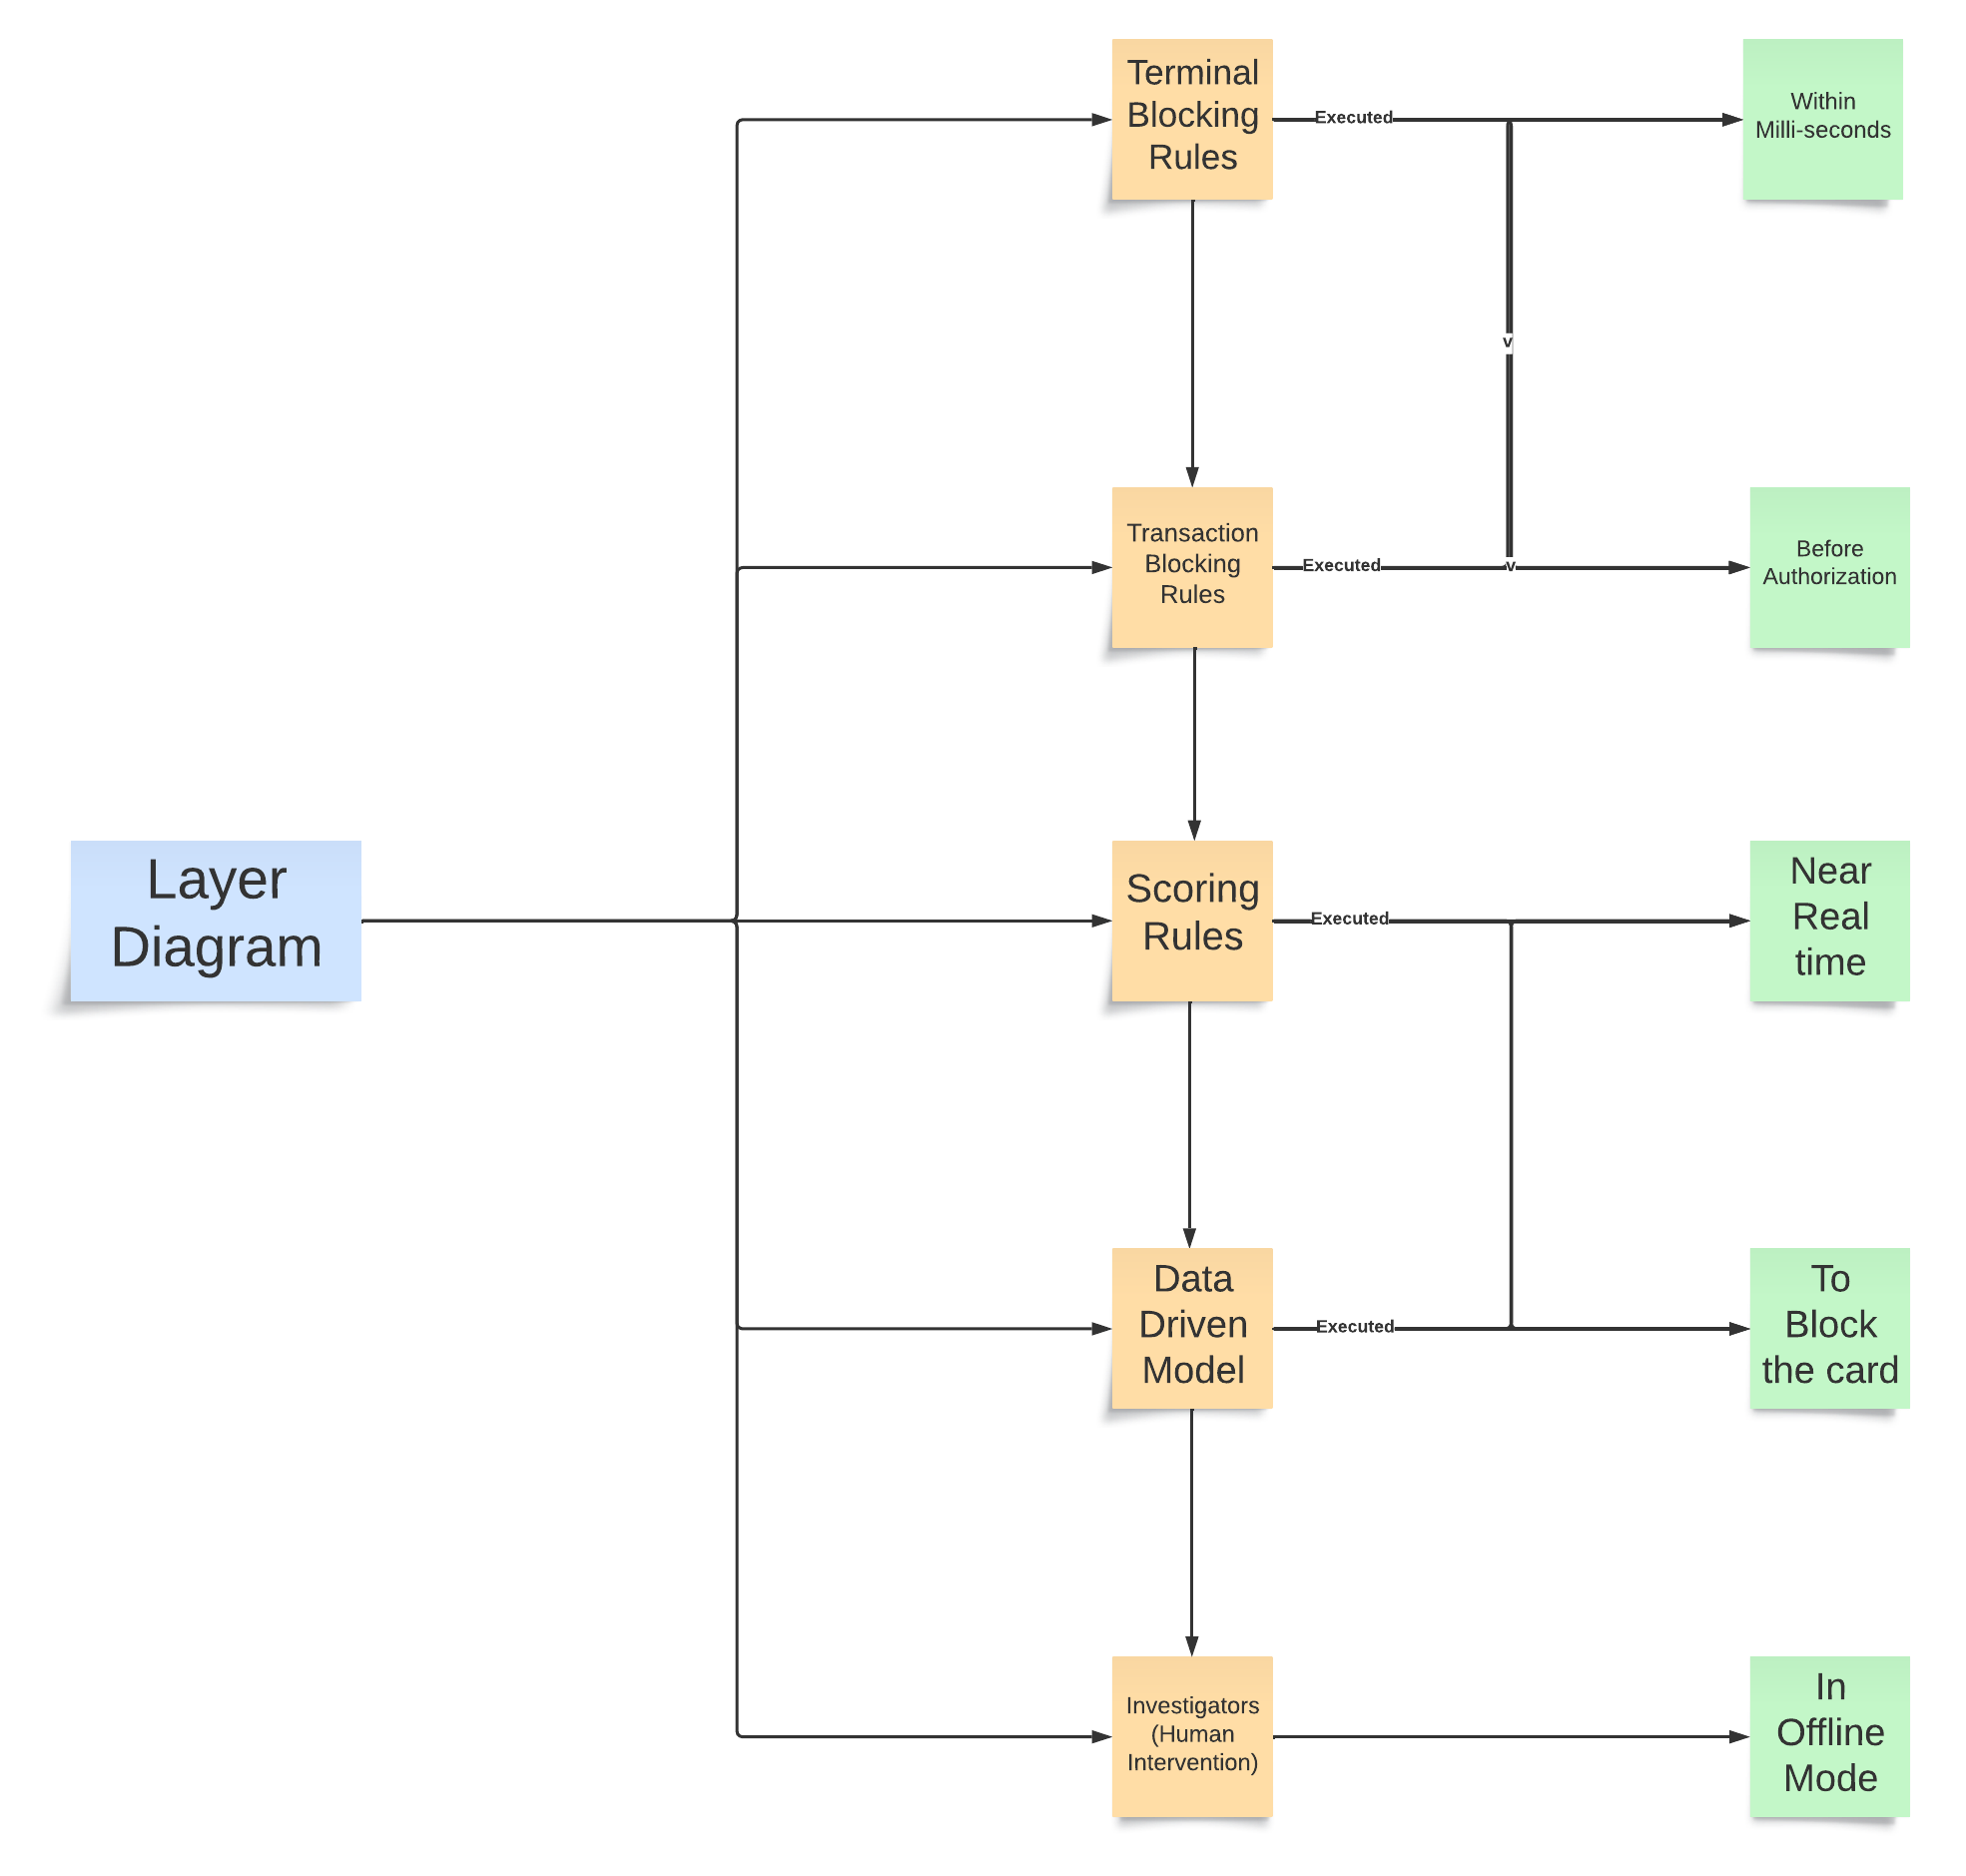 Terminal
Blocking
Rules
Executed
Within
Milli-seconds
v
Transaction
Blocking
Rules
Executed
v
Before
Authorization
Layer
Diagram
Scoring
Rules
Executed
Near
Real
time
Data
Driven
Model
Executed
To
Block
the card
Investigators
(Human
Intervention)
In
Offline
Mode